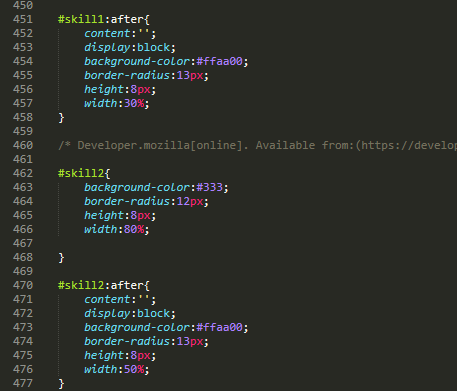 450
451 #skill1:after{
452 content:'';
453 display:block;
454 background-color:#ffaa00;
455 border-radius:13px;
456 height:8px;
457 width:30%;
458 }
459
460 /* Developer.mozilla[online]. Available from:(https://develop
461
462 #skill2{
463 background-color:#333;
464 border-radius:12px;
465 height:8px;
466 width:80%;
467
468 }
469
470 #skill2:after{
471 content:'';
472 display:block;
473 background-color:#ffaa00;
474 border-radius:13px;
475 height:8px;
476 width:50%;
477 }